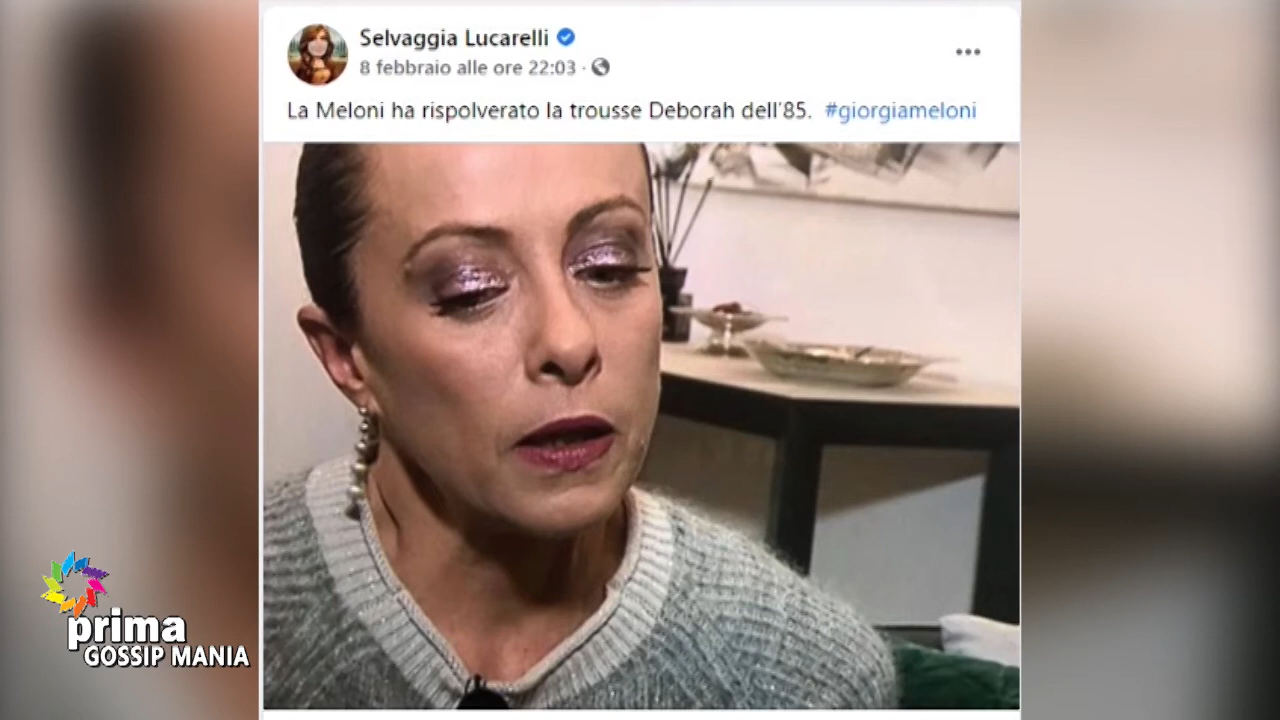 Selvaggia Lucarelli
8 febbraio alle ore 22:03 ·
La Meloni ha rispolverato la trousse Deborah dell'85. #giorgiameloni
prima
GOSSIP MANIA